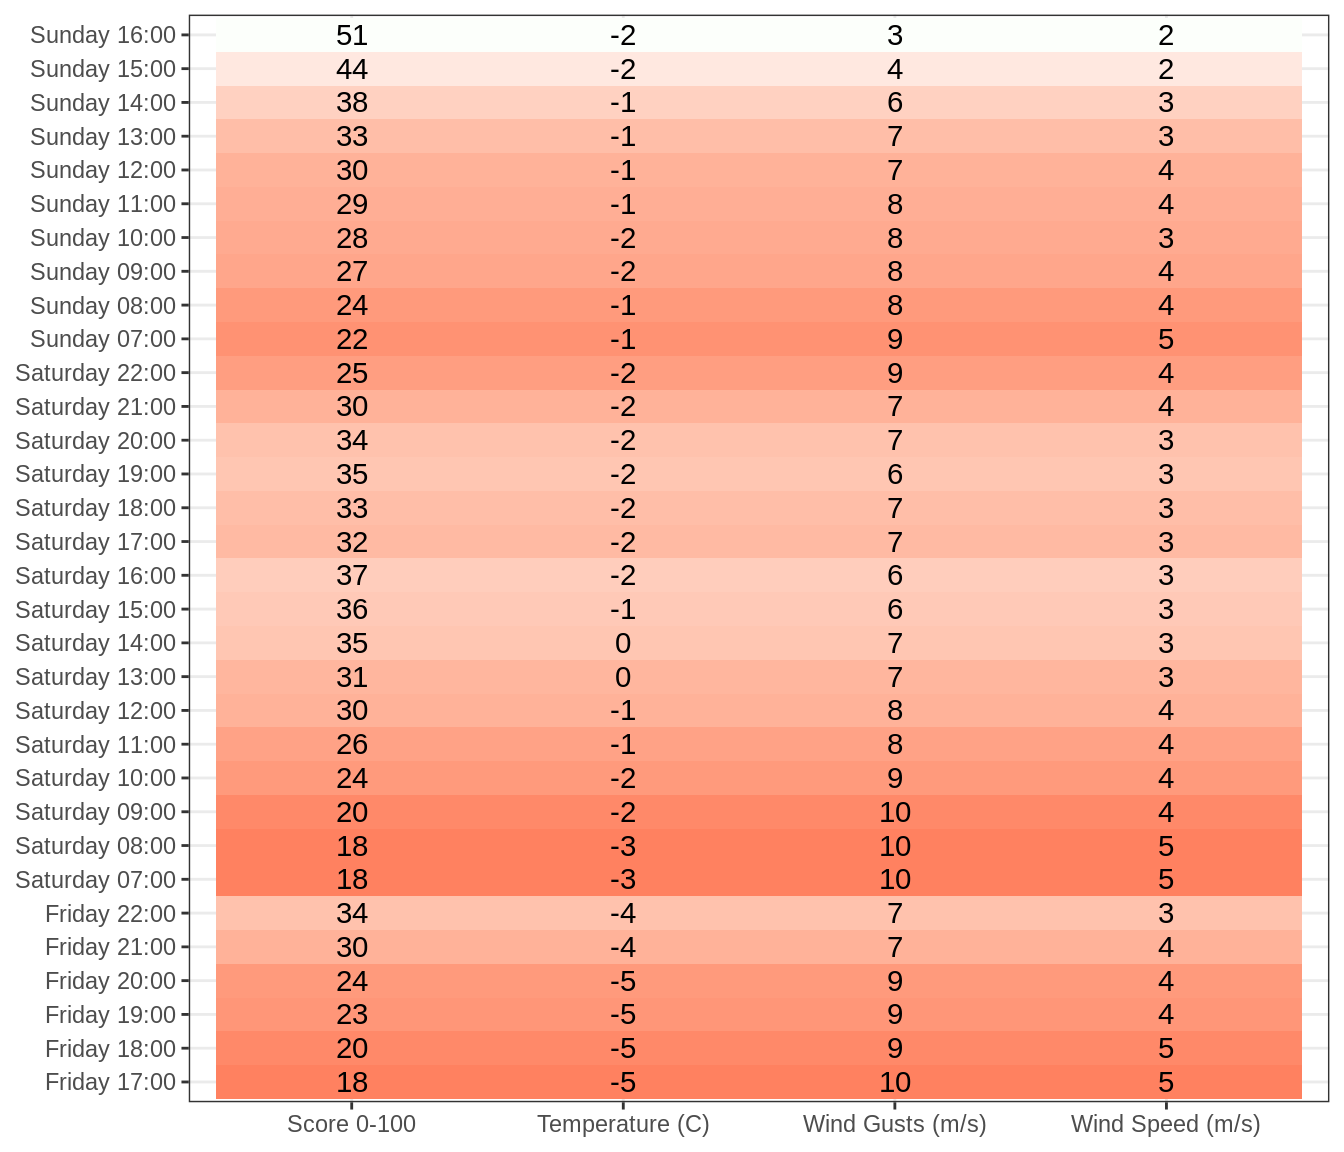 Sunday 16:00 51 -2 3 2
Sunday 15:00 44 -2 4 2
Sunday 14:00 38 -1 6 3
Sunday 13:00 33 -1 7 3
Sunday 12:00 30 -1 7 4
Sunday 11:00 29 -1 8 4
Sunday 10:00 28 -2 8 3
Sunday 09:00 27 -2 8 4
Sunday 08:00 24 -1 8 4
Sunday 07:00 22 -1 9 5
Saturday 22:00 25 -2 9 4
Saturday 21:00 30 -2 7 4
Saturday 20:00 34 -2 7 3
Saturday 19:00 35 -2 6 3
Saturday 18:00 33 -2 7 3
Saturday 17:00 32 -2 7 3
Saturday 16:00 37 -2 6 3
Saturday 15:00 36 -1 6 3
Saturday 14:00 35 0 7 3
Saturday 13:00 31 0 7 3
Saturday 12:00 30 -1 8 4
Saturday 11:00 26 -1 8 4
Saturday 10:00 24 -2 9 4
Saturday 09:00 20 -2 10 4
Saturday 08:00 18 -3 10 5
Saturday 07:00 18 -3 10 5
Friday 22:00 34 -4 7 3
Friday 21:00 30 -4 7 4
Friday 20:00 24 -5 9 4
Friday 19:00 23 -5 9 4
Friday 18:00 20 -5 9 5
Friday 17:00 18 -5 10 5
Score 0-100 Temperature (C) Wind Gusts (m/s) Wind Speed (m/s)